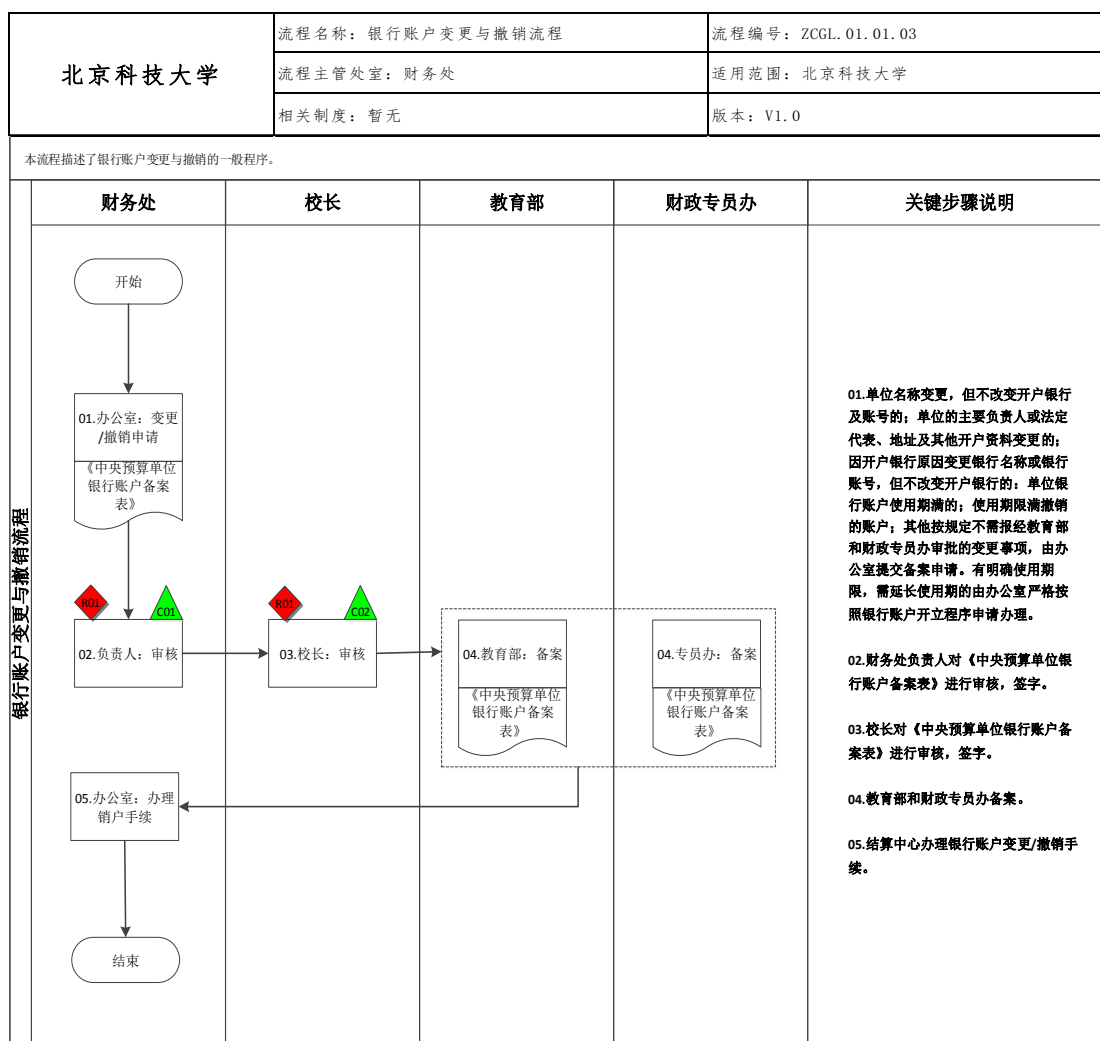 北京科技大学
流程名称：银行账户变更与撤销流程
流程编号：ZCGL.01.01.03
流程主管处室：财务处
适用范围：北京科技大学
相关制度：暂无
版本：V1.0
本流程描述了银行账户变更与撤销的一般程序。
银行账户变更与撤销流程
财务处
校长
教育部
财政专员办
关键步骤说明
开始
01.办公室：变更
/撤销申请
《中央预算单位
银行账户备案
表》
R01
C01
02.负责人：审核
R01
C02
03.校长：审核
04.教育部：备案
《中央预算单位
银行账户备案
表》
04.专员办：备案
《中央预算单位
银行账户备案
表》
05.办公室：办理
销户手续
结束
01.单位名称变更，但不改变开户银行
及账号的；单位的主要负责人或法定
代表、地址及其他开户资料变更的；
因开户银行原因变更银行名称或银行
账号，但不改变开户银行的：单位银
行账户使用期满的；使用期限满撤销
的账户；其他按规定不需报经教育部
和财政专员办审批的变更事项，由办
公室提交备案申请。有明确使用期
限，需延长使用期的由办公室严格按
照银行账户开立程序申请办理。
02.财务处负责人对《中央预算单位银
行账户备案表》进行审核，签字。
03.校长对《中央预算单位银行账户备
案表》进行审核，签字。
04.教育部和财政专员办备案。
05.结算中心办理银行账户变更/撤销手
续。